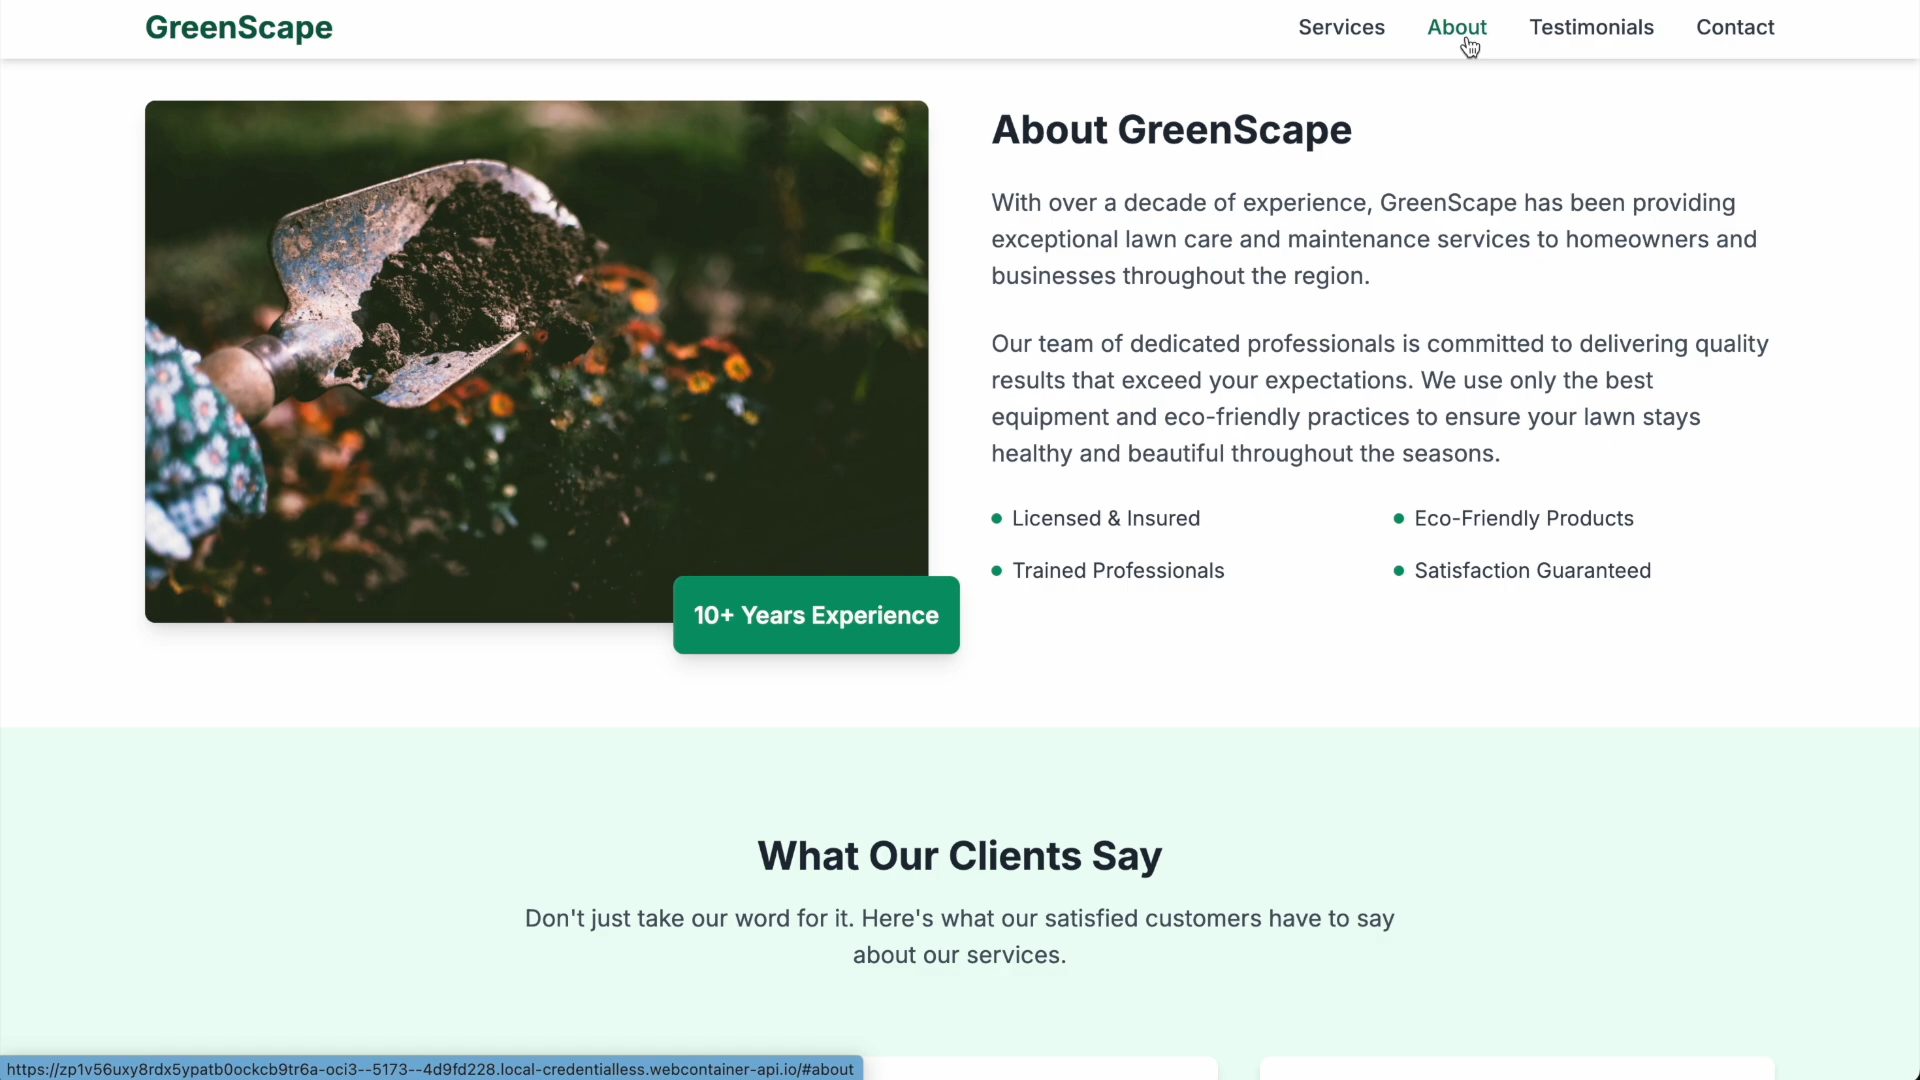 GreenScape
Services About Testimonials Contact
About GreenScape
With over a decade of experience, GreenScape has been providing
exceptional lawn care and maintenance services to homeowners and
businesses throughout the region.
Our team of dedicated professionals is committed to delivering quality
results that exceed your expectations. We use only the best
equipment and eco-friendly practices to ensure your lawn stays
healthy and beautiful throughout the seasons.
Licensed & Insured
Eco-Friendly Products
Trained Professionals
Satisfaction Guaranteed
10+ Years Experience
What Our Clients Say
Don't just take our word for it. Here's what our satisfied customers have to say
about our services.
https://zp1v56uxy8rdx5ypatb0ockcb9tr6a-oci3--5173--4d9fd228.local-credentialless.webcontainer-api.io/#about